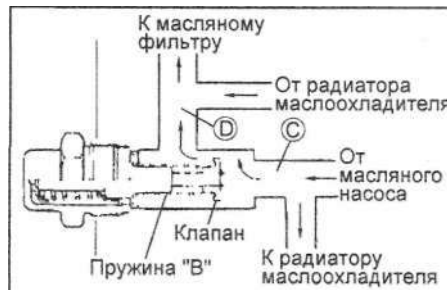 К масляному
фильтру
От радиатора
маслоохладителя
D
C
От
масляного
насоса
Клапан
Пружина "В"
К радиатору
маслоохладителя